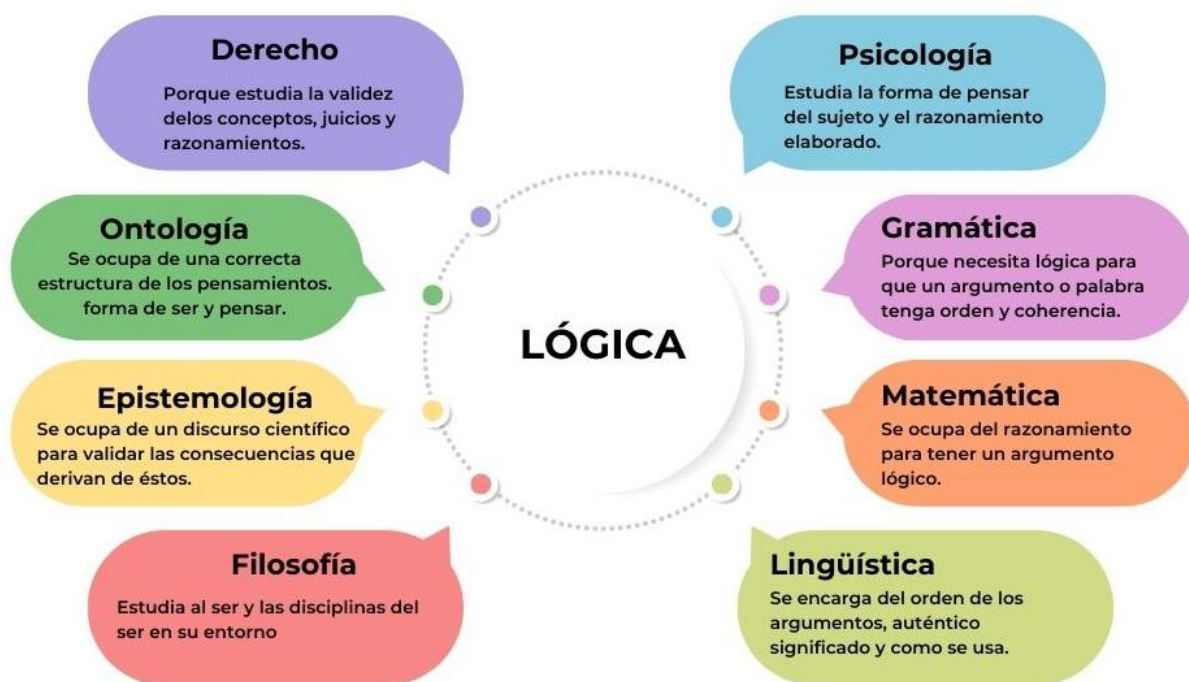 Derecho
Porque estudia la validez
delos conceptos, juicios y
razonamientos.
Psicología
Estudia la forma de pensar
del sujeto y el razonamiento
elaborado.
Ontología
Se ocupa de una correcta
estructura de los pensamientos.
forma de ser y pensar.
Gramática
Porque necesita lógica para
que un argumento o palabra
tenga orden y coherencia.
LÓGICA
Epistemología
Se ocupa de un discurso científico
para validar las consecuencias que
derivan de éstos.
Matemática
Se ocupa del razonamiento
para tener un argumento
lógico.
Filosofía
Estudia al ser y las disciplinas del
ser en su entorno
Lingüística
Se encarga del orden de los
argumentos, auténtico
significado y como se usa.